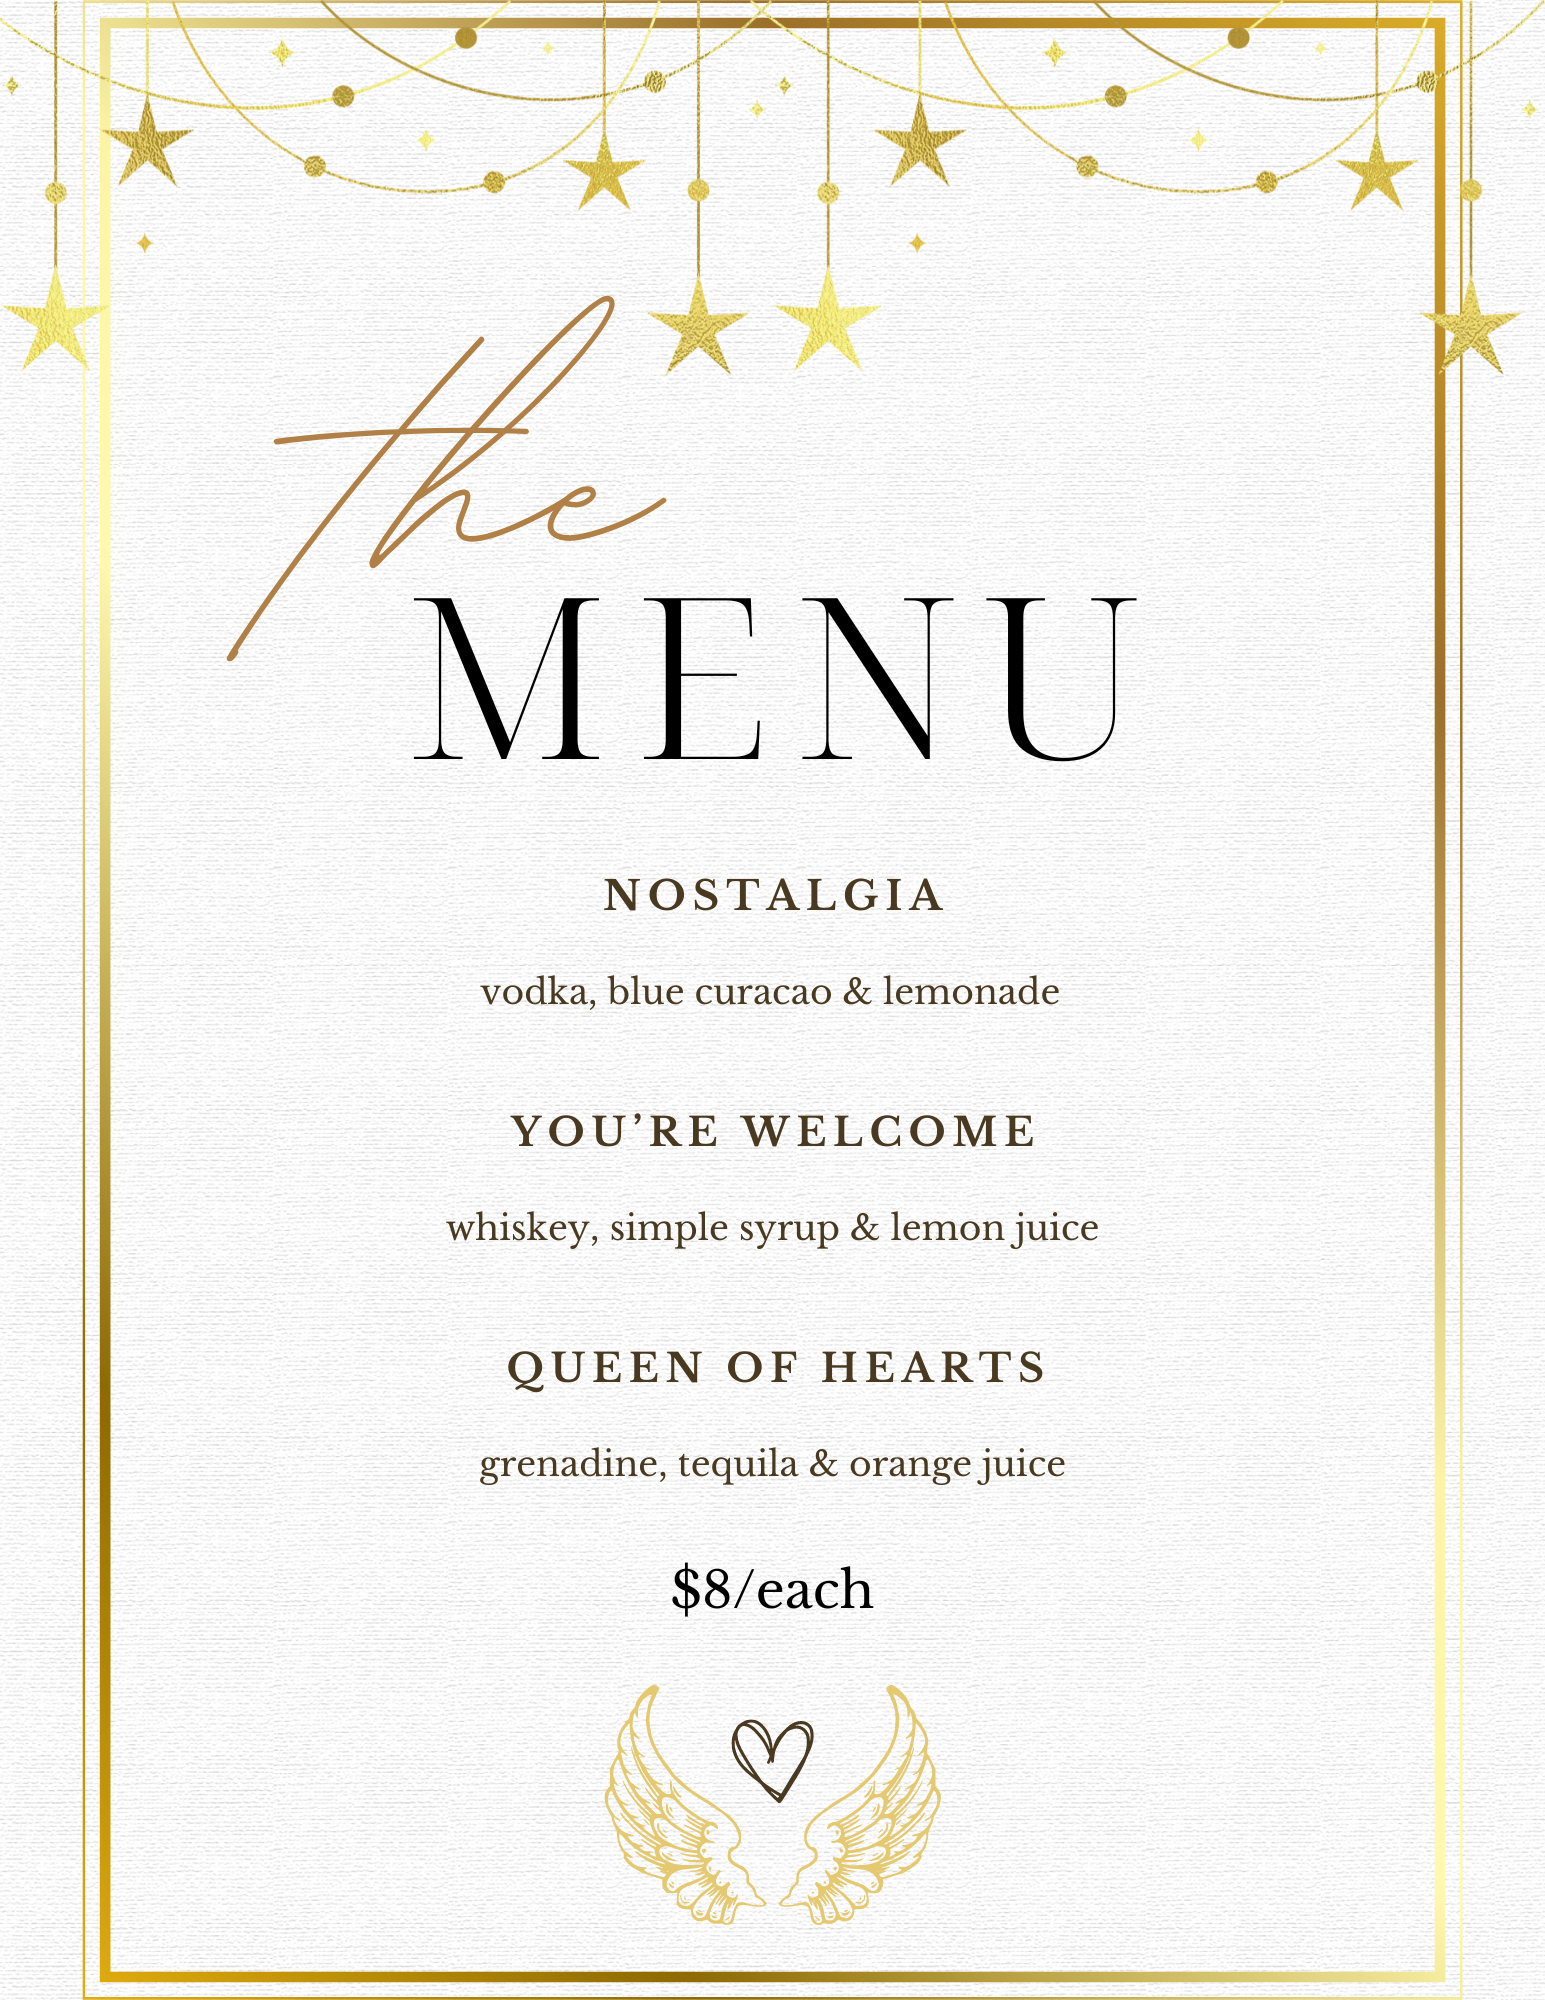 the
MENU
NOSTALGIA
vodka, blue curacao & lemonade
YOU’RE WELCOME
whiskey, simple syrup & lemon juice
QUEEN OF HEARTS
grenadine, tequila & orange juice
$8/each